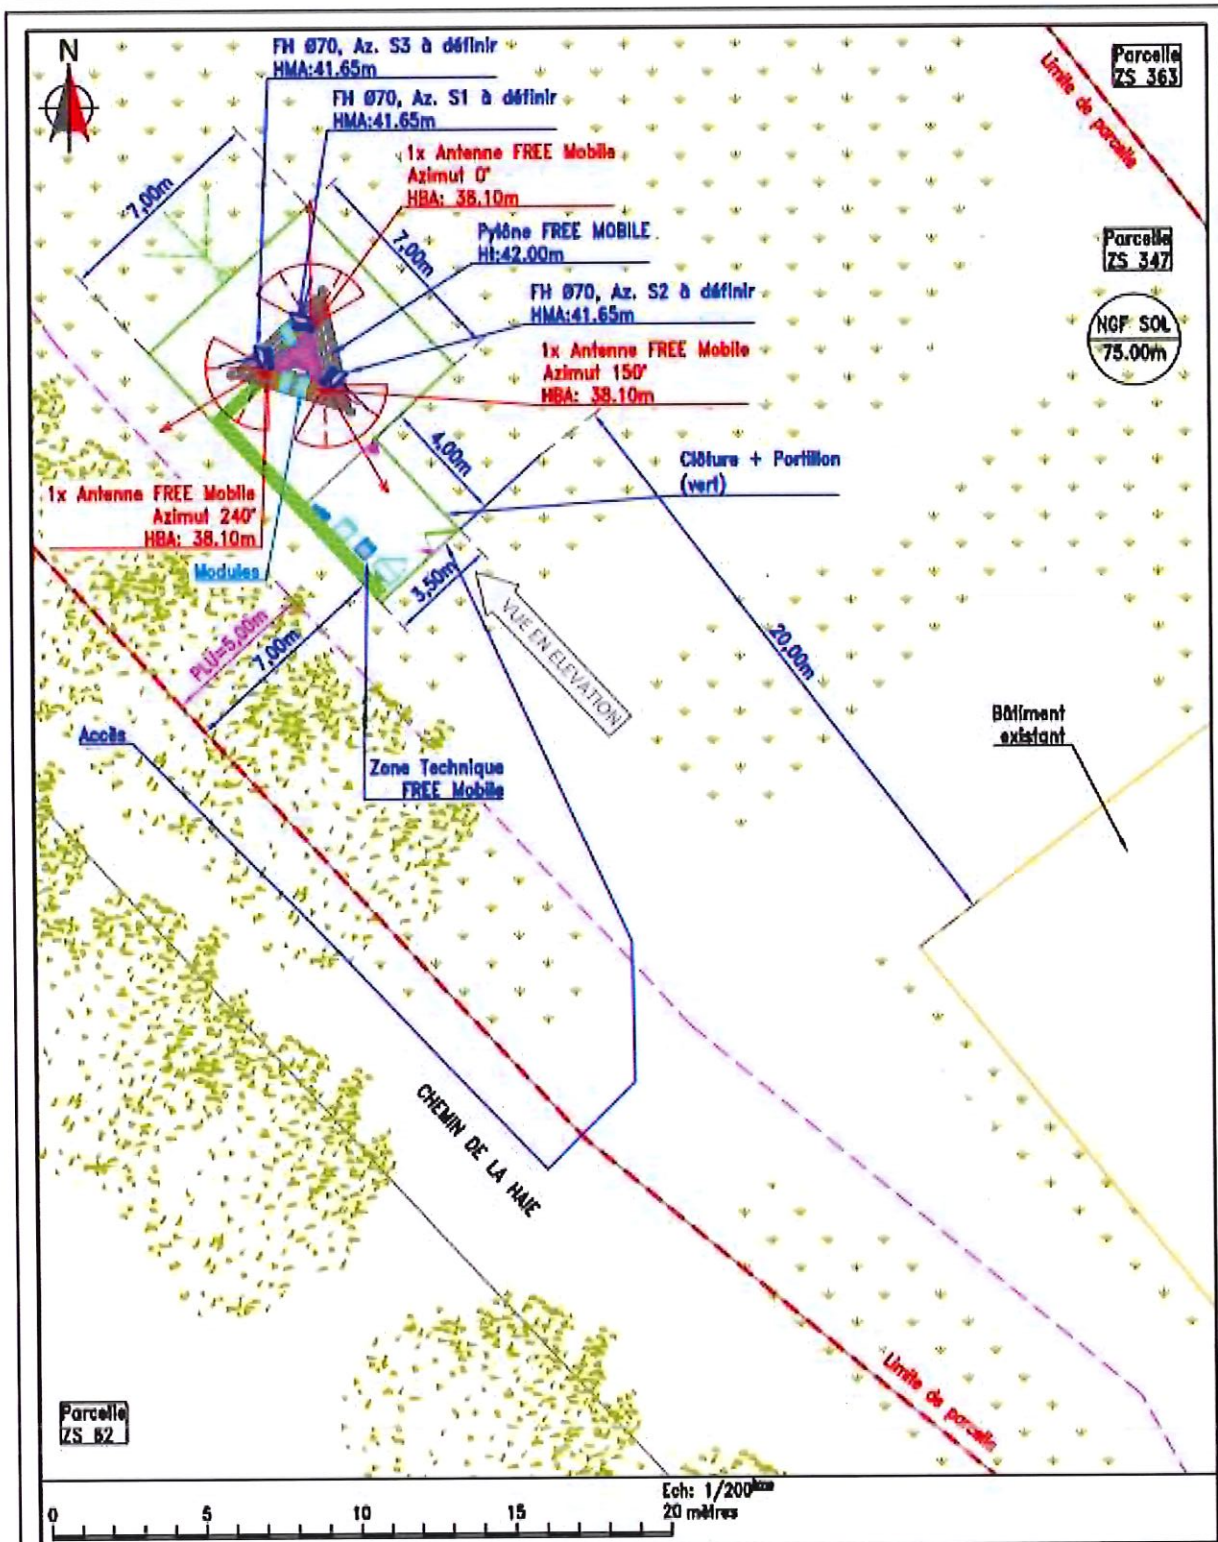 N
FH Ø70, Az. S3 à définir
HMA:41.65m
FH Ø70, Az. S1 à définir
HMA:41.65m
1x Antenne FREE Mobile
Azimut 0°
HBA: 38.10m
Pylône FREE MOBILE
Ht:42.00m
FH Ø70, Az. S2 à définir
HMA:41.65m
1x Antenne FREE Mobile
Azimut 150°
HBA: 38.10m
Limite de parcelle
Parcelle
ZS 363
Parcelle
ZS 347
NGF SOL
75.00m
7,00m
7,00m
4,00m
Clôture + Portillon
(vert)
1x Antenne FREE Mobile
Azimut 240°
HBA: 38.10m
Modules
3,50m
VUE EN ELEVATION
20,00m
PLU=5,00m
7,00m
Bâtiment
existant
Accès
Zone Technique
FREE Mobile
CHEMIN DE LA HAIE
Limite de parcelle
Parcelle
ZS 62
Ech: 1/200ème
0 5 10 15 20 mètres